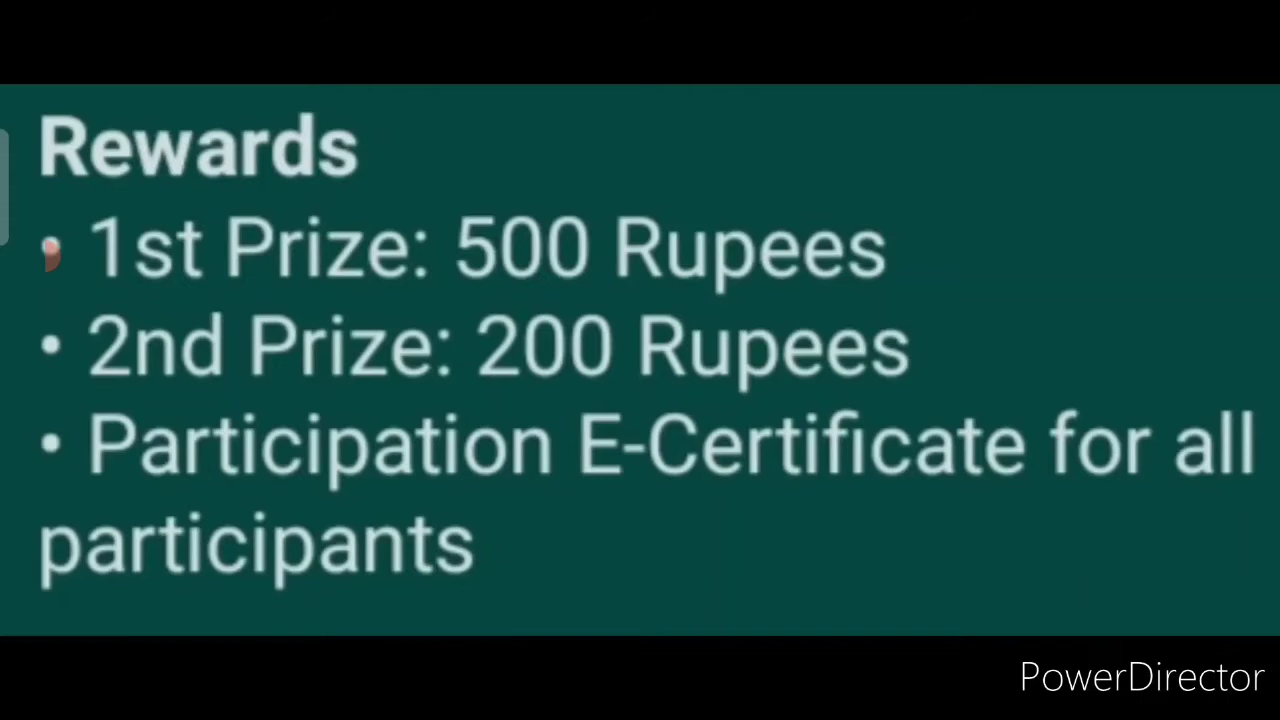 Rewards
• 1st Prize: 500 Rupees
• 2nd Prize: 200 Rupees
• Participation E-Certificate for all
participants
PowerDirector